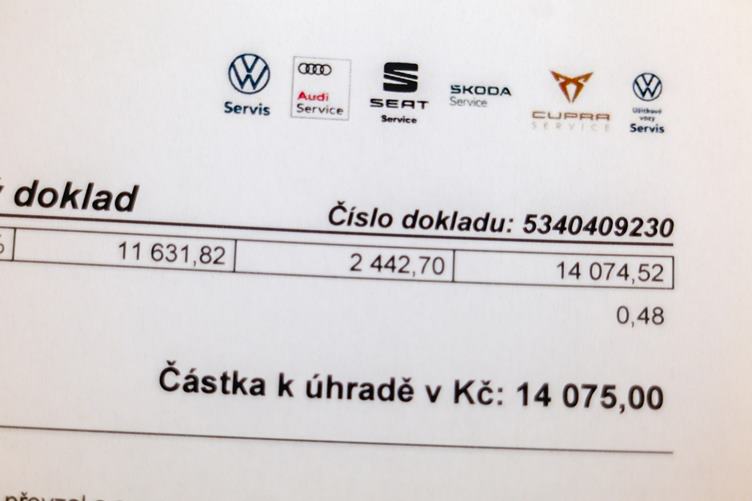 Servis
Audi
Service
SEAT
Service
ŠKODA
Service
CUPRA
SERVICE
Užitkové
vozy
Servis
doklad
Číslo dokladu: 5340409230
% 11 631,82 2 442,70 14 074,52
0,48
Částka k úhradě v Kč: 14 075,00